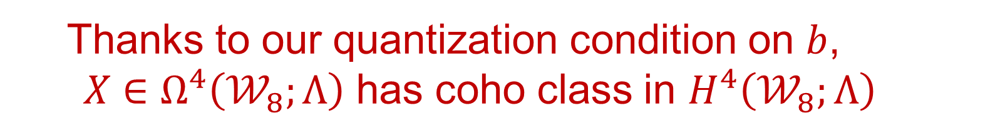 Thanks to our quantization condition on 𝑏,
𝑋 ∈ Ω⁴(𝒲₈; Λ) has coho class in 𝐻⁴(𝒲₈; Λ)